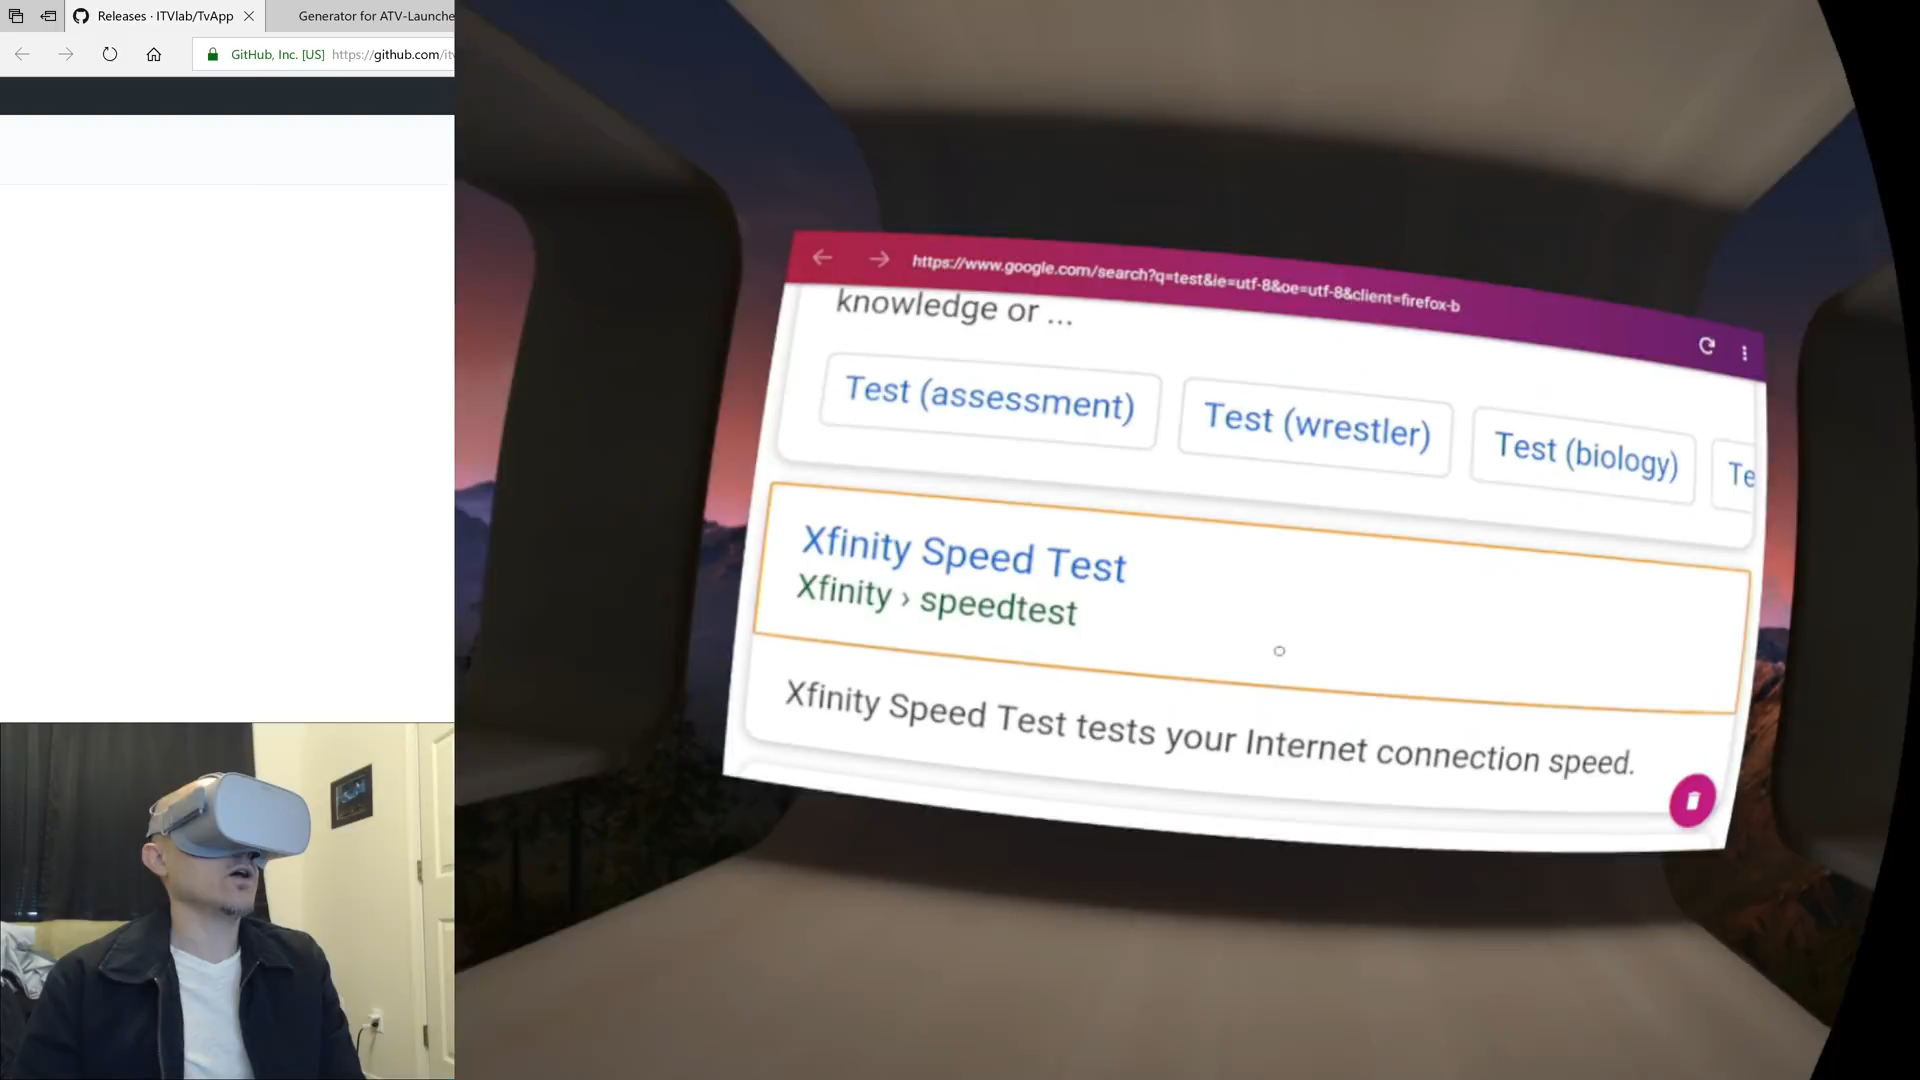 Releases · ITVlab/TvApp
Generator for ATV-Launche
GitHub, Inc. [US] https://github.com/it
https://www.google.com/search?q=test&ie=utf-8&oe=utf-8&client=firefox-b
knowledge or ...
Test (assessment)
Test (wrestler)
Test (biology)
Te
Xfinity Speed Test
Xfinity › speedtest
Xfinity Speed Test tests your Internet connection speed.